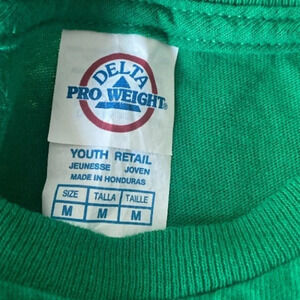 DELTA
PRO WEIGHT®
YOUTH RETAIL
JEUNESSE JOVEN
MADE IN HONDURAS
SIZE TALLA TAILLE
M M M